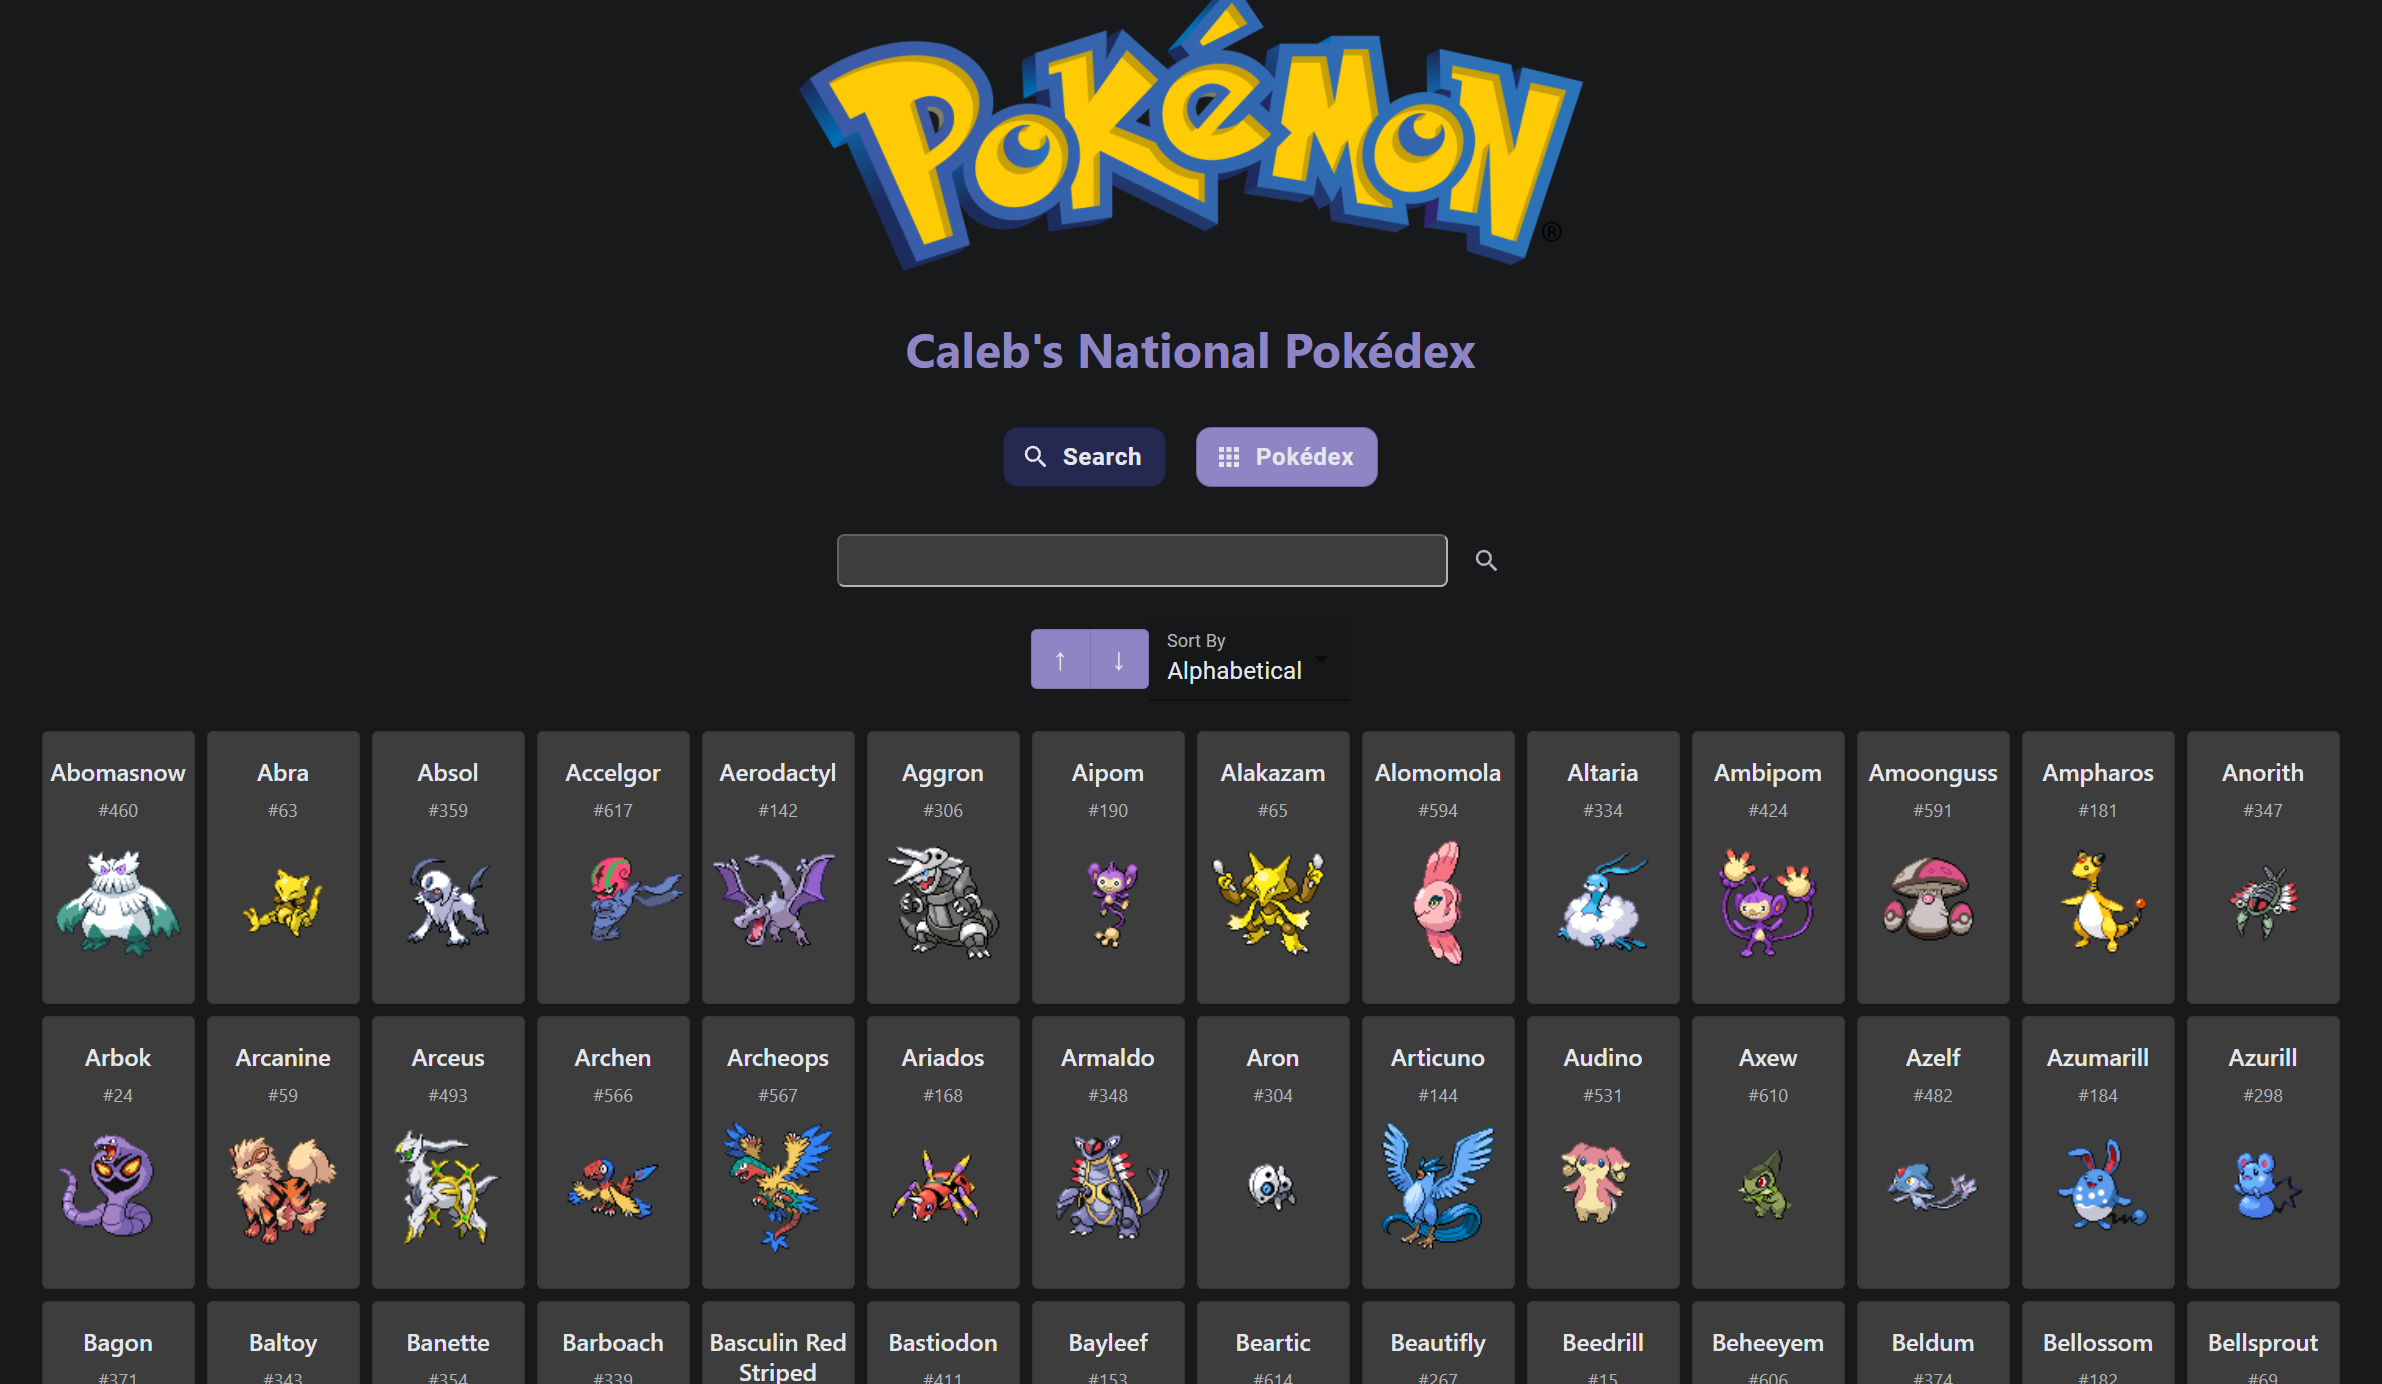 POKéMON
®
Caleb's National Pokédex
Search Pokédex
↑ ↓ Sort By
Alphabetical
Abomasnow Abra Absol Accelgor Aerodactyl Aggron Aipom Alakazam Alomomola Altaria Ambipom Amoonguss Ampharos Anorith
#460 #63 #359 #617 #142 #306 #190 #65 #594 #334 #424 #591 #181 #347
Arbok Arcanine Arceus Archen Archeops Ariados Armaldo Aron Articuno Audino Axew Azelf Azumarill Azurill
#24 #59 #493 #566 #567 #168 #348 #304 #144 #531 #610 #482 #184 #298
Bagon Baltoy Banette Barboach Basculin Red Bastiodon Bayleef Beartic Beautifly Beedrill Beheeyem Beldum Bellossom Bellsprout
Striped
#371 #343 #354 #339 #411 #153 #614 #267 #15 #606 #374 #182 #69